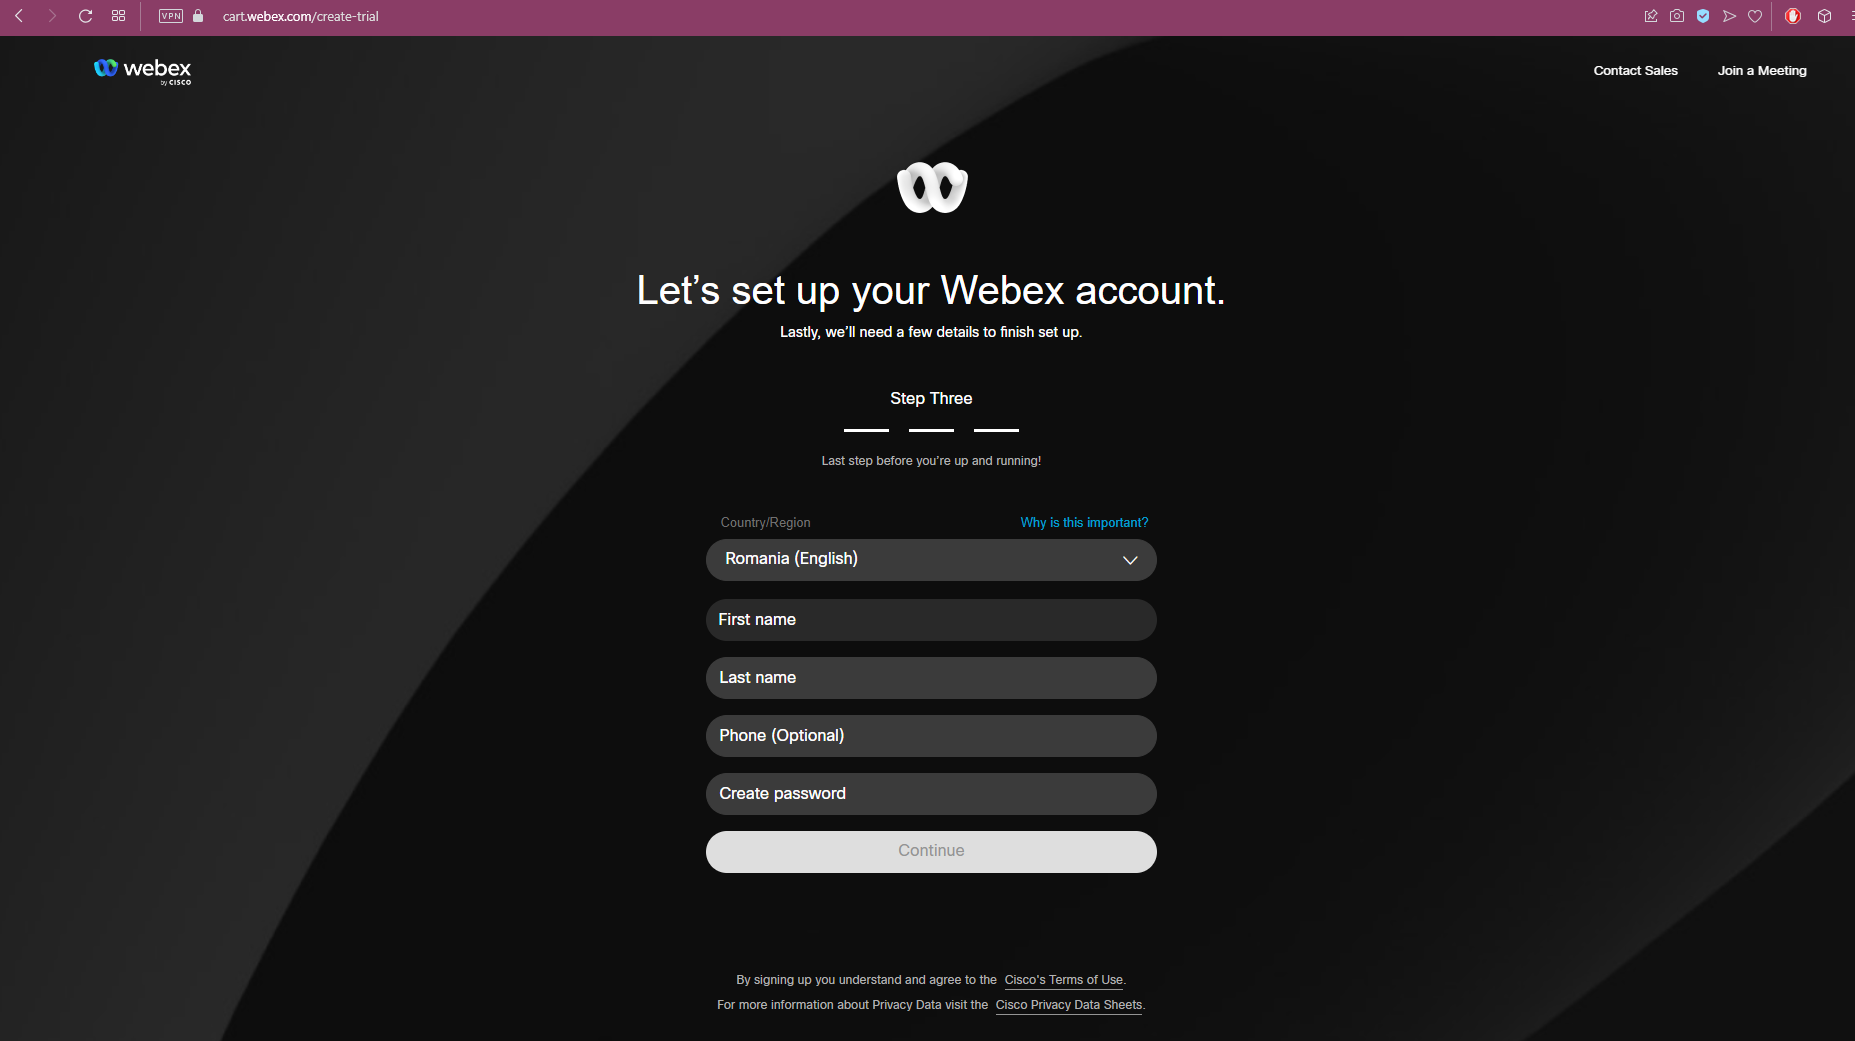 VPN
cart.webex.com/create-trial
webex
by CISCO
Contact Sales
Join a Meeting
Let's set up your Webex account.
Lastly, we'll need a few details to finish set up.
Step Three
Last step before you're up and running!
Country/Region
Why is this important?
Romania (English)
First name
Last name
Phone (Optional)
Create password
Continue
By signing up you understand and agree to the Cisco's Terms of Use.
For more information about Privacy Data visit the Cisco Privacy Data Sheets.